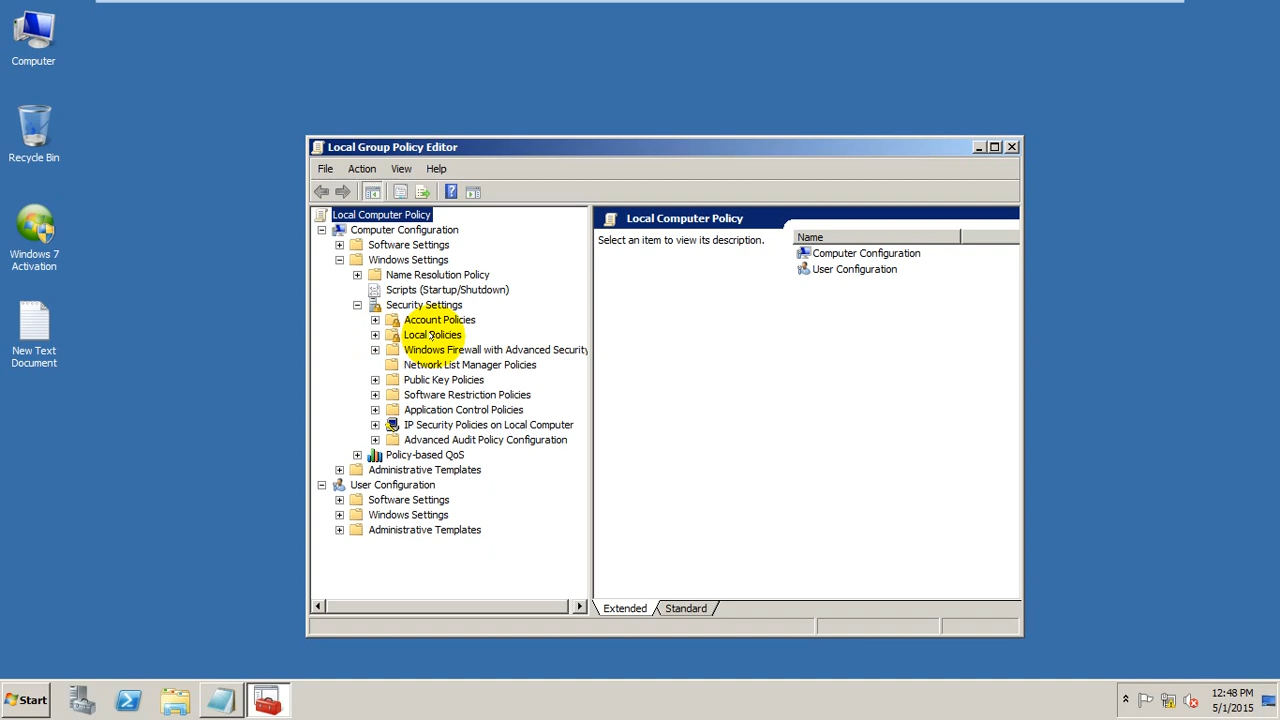 Computer
Recycle Bin
Windows 7
Activation
New Text
Document
Local Group Policy Editor
File Action View Help
Local Computer Policy
Computer Configuration
Software Settings
Windows Settings
Name Resolution Policy
Scripts (Startup/Shutdown)
Security Settings
Account Policies
Local Policies
Windows Firewall with Advanced Security
Network List Manager Policies
Public Key Policies
Software Restriction Policies
Application Control Policies
IP Security Policies on Local Computer
Advanced Audit Policy Configuration
Policy-based QoS
Administrative Templates
User Configuration
Software Settings
Windows Settings
Administrative Templates
Local Computer Policy
Select an item to view its description.
Name
Computer Configuration
User Configuration
Extended Standard
Start
12:48 PM
5/1/2015